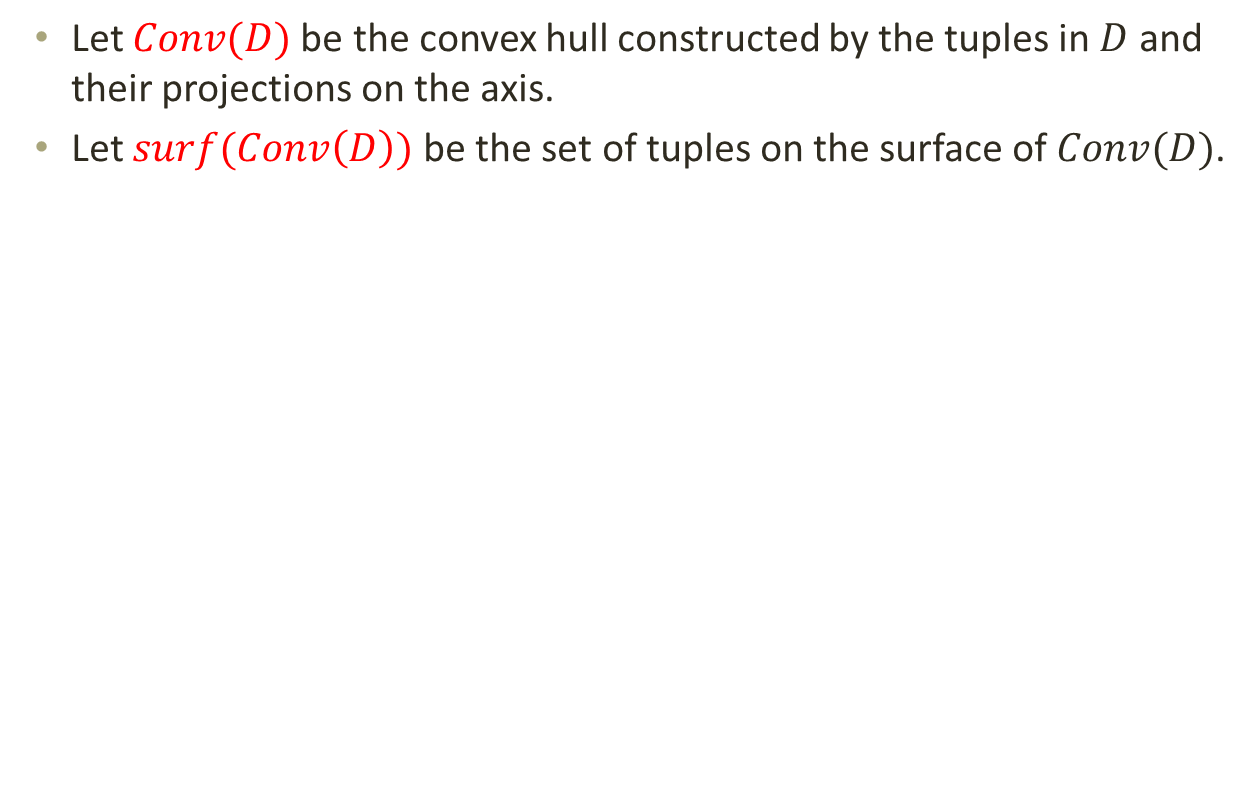 • Let Conv(D) be the convex hull constructed by the tuples in D and
their projections on the axis.
• Let surf(Conv(D)) be the set of tuples on the surface of Conv(D).